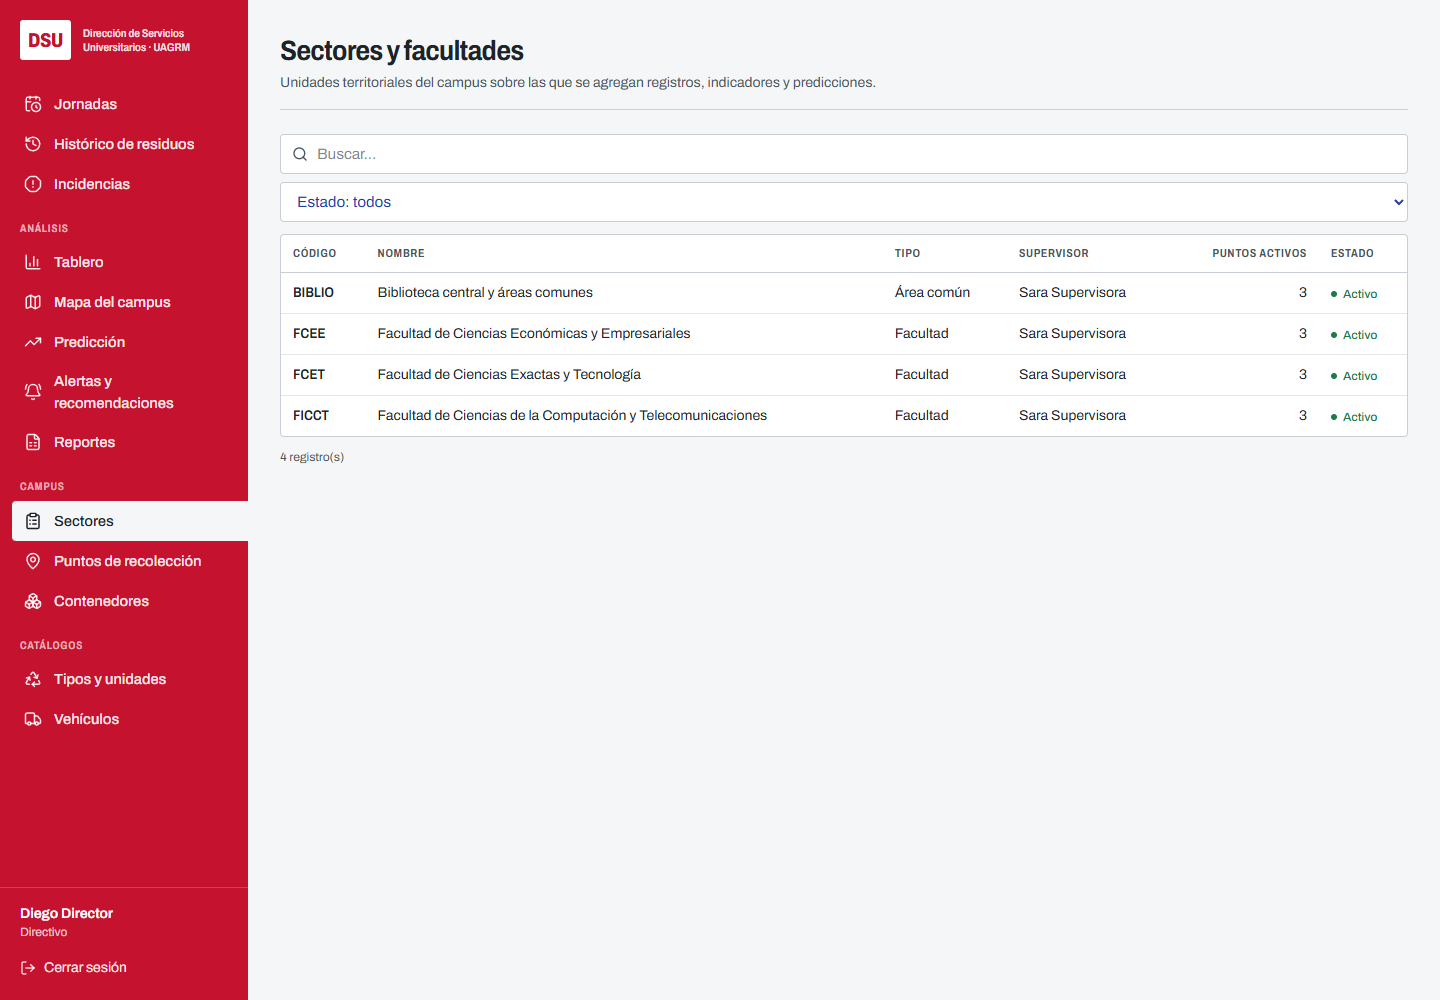 DSU
Dirección de Servicios
Universitarios · UAGRM
Jornadas
Histórico de residuos
Incidencias
ANÁLISIS
Tablero
Mapa del campus
Predicción
Alertas y
recomendaciones
Reportes
CAMPUS
Sectores
Puntos de recolección
Contenedores
CATÁLOGOS
Tipos y unidades
Vehículos
Diego Director
Directivo
Cerrar sesión
Sectores y facultades
Unidades territoriales del campus sobre las que se agregan registros, indicadores y predicciones.
Buscar...
Estado: todos
CÓDIGO NOMBRE TIPO SUPERVISOR PUNTOS ACTIVOS ESTADO
BIBLIO Biblioteca central y áreas comunes Área común Sara Supervisora 3 Activo
FCEE Facultad de Ciencias Económicas y Empresariales Facultad Sara Supervisora 3 Activo
FCET Facultad de Ciencias Exactas y Tecnología Facultad Sara Supervisora 3 Activo
FICCT Facultad de Ciencias de la Computación y Telecomunicaciones Facultad Sara Supervisora 3 Activo
4 registro(s)